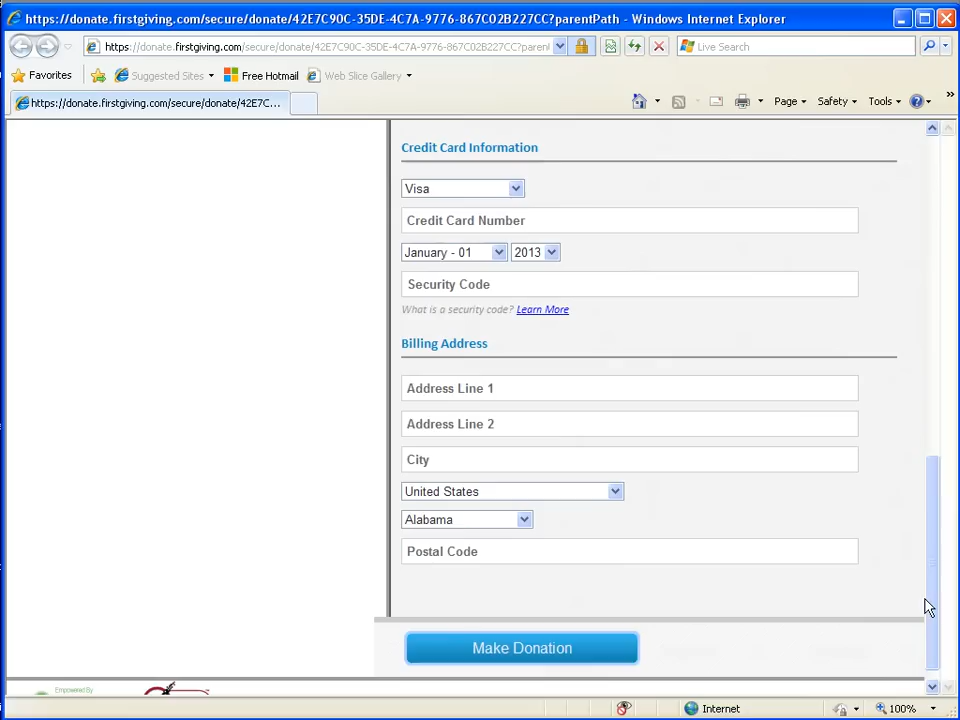 https://donate.firstgiving.com/secure/donate/42E7C90C-35DE-4C7A-9776-867C02B227CC?parentPath - Windows Internet Explorer
https://donate.firstgiving.com/secure/donate/42E7C90C-35DE-4C7A-9776-867C02B227CC?parent
Live Search
Favorites
Suggested Sites
Free Hotmail
Web Slice Gallery
https://donate.firstgiving.com/secure/donate/42E7C...
Page
Safety
Tools
Credit Card Information
Visa
Credit Card Number
January - 01
2013
Security Code
What is a security code? Learn More
Billing Address
Address Line 1
Address Line 2
City
United States
Alabama
Postal Code
Make Donation
Empowered By
Internet
100%